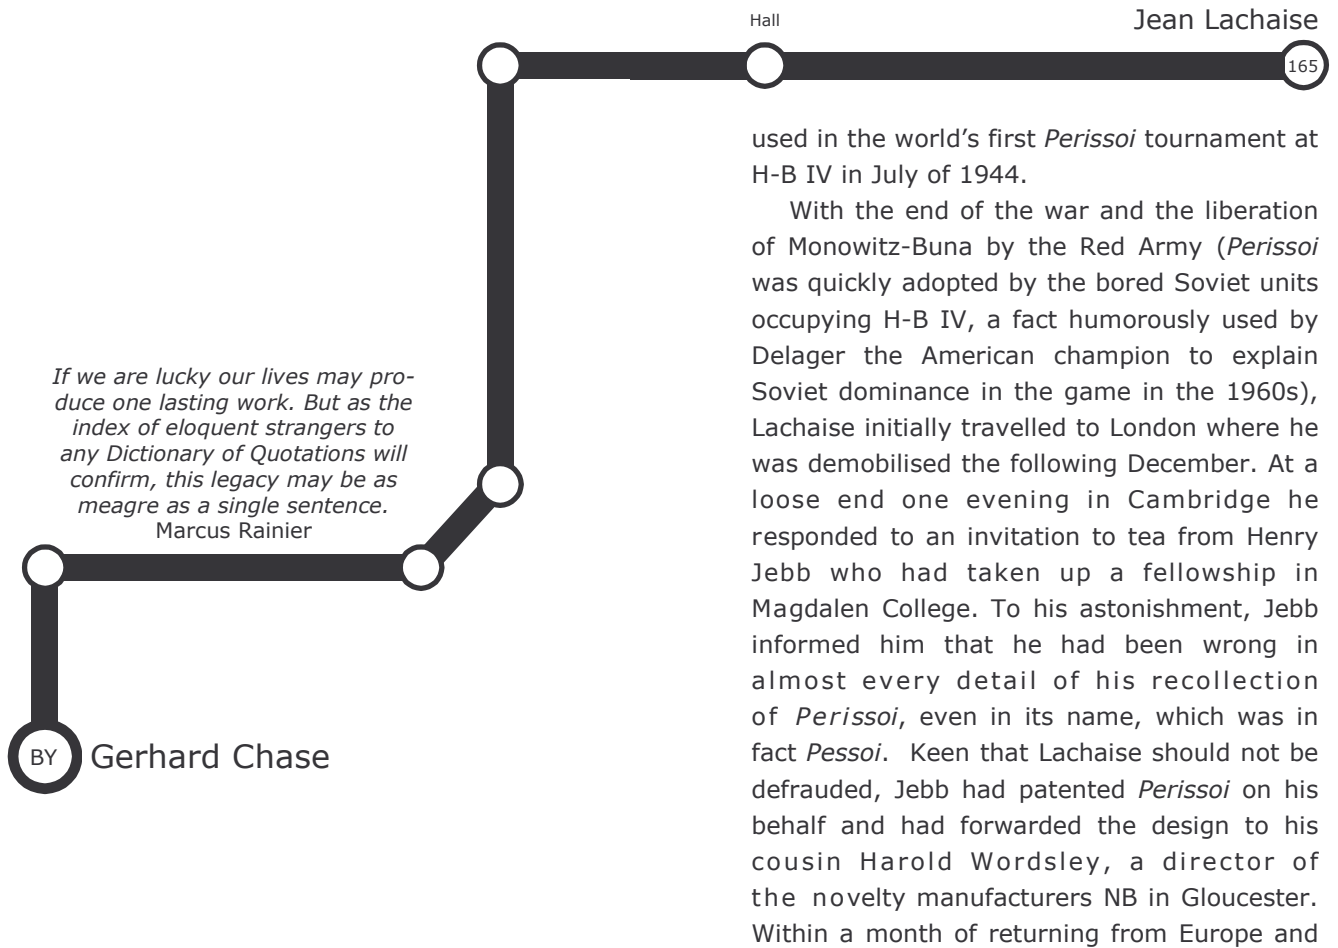 Hall
Jean Lachaise
165
used in the world’s first Perissoi tournament at
H-B IV in July of 1944.
With the end of the war and the liberation
of Monowitz-Buna by the Red Army (Perissoi
was quickly adopted by the bored Soviet units
occupying H-B IV, a fact humorously used by
Delager the American champion to explain
Soviet dominance in the game in the 1960s),
Lachaise initially travelled to London where he
was demobilised the following December. At a
loose end one evening in Cambridge he
responded to an invitation to tea from Henry
Jebb who had taken up a fellowship in
Magdalen College. To his astonishment, Jebb
informed him that he had been wrong in
almost every detail of his recollection
of Perissoi, even in its name, which was in
fact Pessoi. Keen that Lachaise should not be
defrauded, Jebb had patented Perissoi on his
behalf and had forwarded the design to his
cousin Harold Wordsley, a director of
the novelty manufacturers NB in Gloucester.
Within a month of returning from Europe and
If we are lucky our lives may pro-
duce one lasting work. But as the
index of eloquent strangers to
any Dictionary of Quotations will
confirm, this legacy may be as
meagre as a single sentence.
Marcus Rainier
BY Gerhard Chase